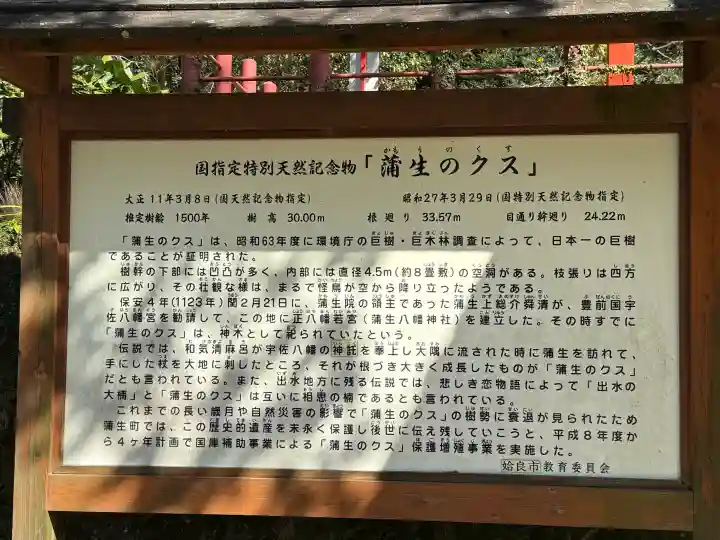 国指定特別天然記念物「蒲生のクス」
大正11年3月8日(国天然記念物指定) 昭和27年3月29日(国特別天然記念物指定)
推定樹齢 1500年 樹高 30.00m 根廻り 33.57m 目通り幹廻り 24.22m
「蒲生のクス」は、昭和63年度に環境庁の巨樹・巨木林調査によって、日本一の巨樹
であることが証明された。
樹幹の下部には凹凸が多く、内部には直径4.5m(約8畳敷)の空洞がある。枝張りは四方
に広がり、その壮観な様は、まるで怪鳥が空から降り立ったようである。
保安4年(1123年)閏2月21日に、蒲生院の領主であった蒲生上総介舜清が、豊前国宇
佐八幡宮を勧請して、この地に正八幡若宮(蒲生八幡神社)を建立した。その時すでに
「蒲生のクス」は、神木として祀られていたという。
伝説では、和気清麻呂が宇佐八幡の神託を奉上し大隅に流された時に蒲生を訪れて、
手にした杖を大地に刺したところ、それが根づき大きく成長したものが「蒲生のクス」
だとも言われている。また、出水地方に残る伝説では、悲しき恋物語によって「出水の
大楠」と「蒲生のクス」は互いに相思の楠であるとも言われている。
これまでの長い歳月や自然災害の影響で「蒲生のクス」の樹勢に衰退が見られたため
蒲生町では、この歴史的遺産を末永く保護し後世に伝え残していこうと、平成8年度か
ら4ヶ年計画で国庫補助事業による「蒲生のクス」保護増殖事業を実施した。
姶良市教育委員会